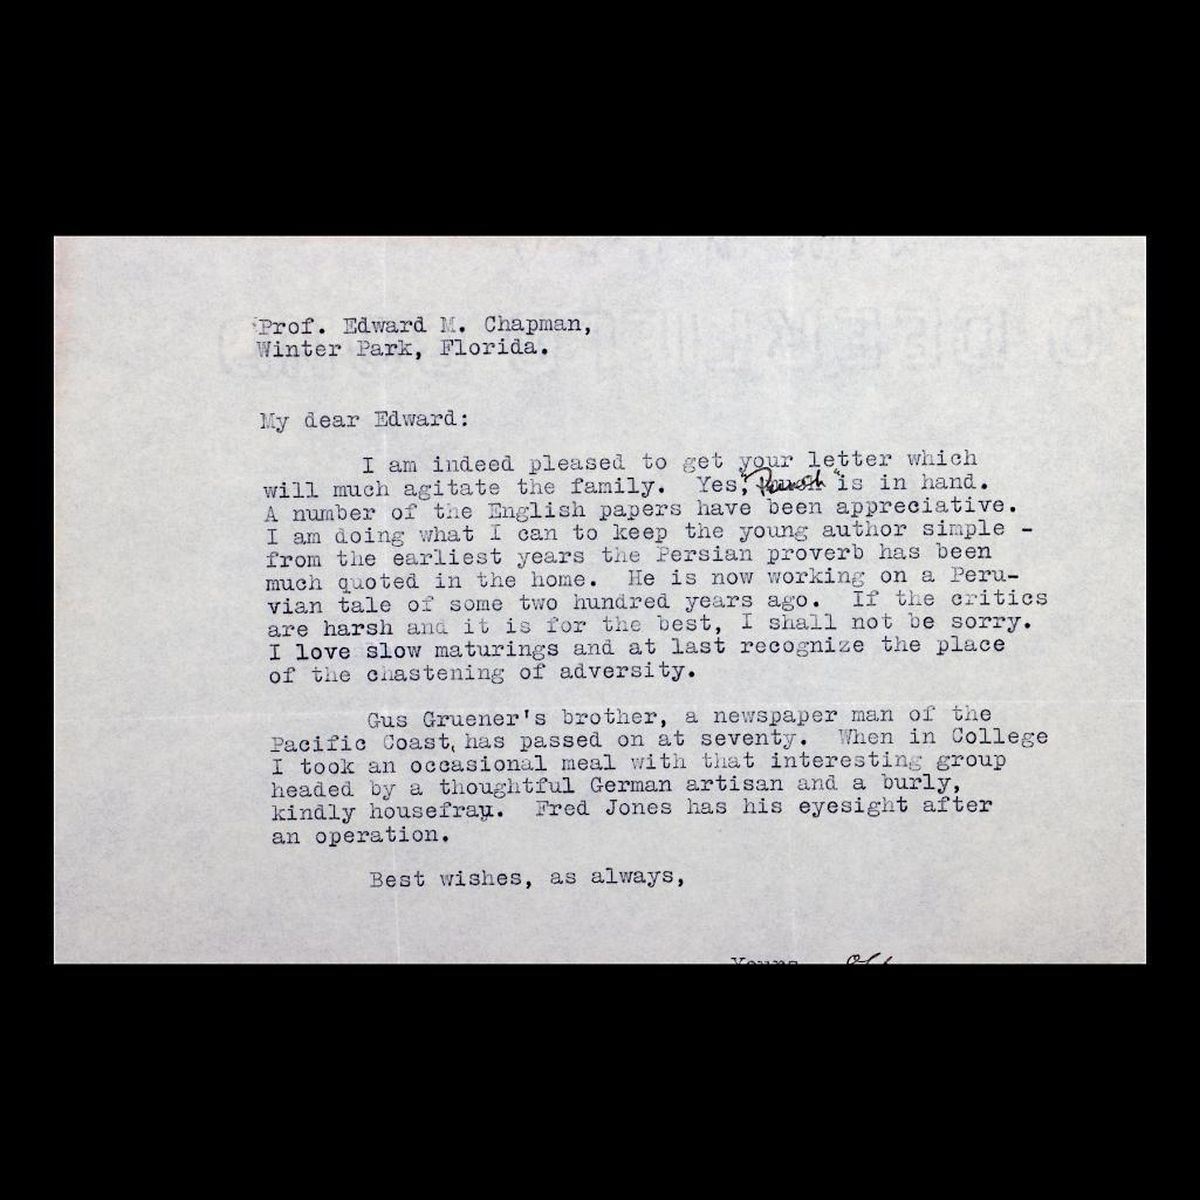 Prof. Edward M. Chapman,
Winter Park, Florida.
My dear Edward:
I am indeed pleased to get your letter which
will much agitate the family. Yes, "Punch" is in hand.
A number of the English papers have been appreciative.
I am doing what I can to keep the young author simple -
from the earliest years the Persian proverb has been
much quoted in the home. He is now working on a Peru-
vian tale of some two hundred years ago. If the critics
are harsh and it is for the best, I shall not be sorry.
I love slow maturings and at last recognize the place
of the chastening of adversity.
Gus Gruener's brother, a newspaper man of the
Pacific Coast, has passed on at seventy. When in College
I took an occasional meal with that interesting group
headed by a thoughtful German artisan and a burly,
kindly housefrau. Fred Jones has his eyesight after
an operation.
Best wishes, as always,
Yours